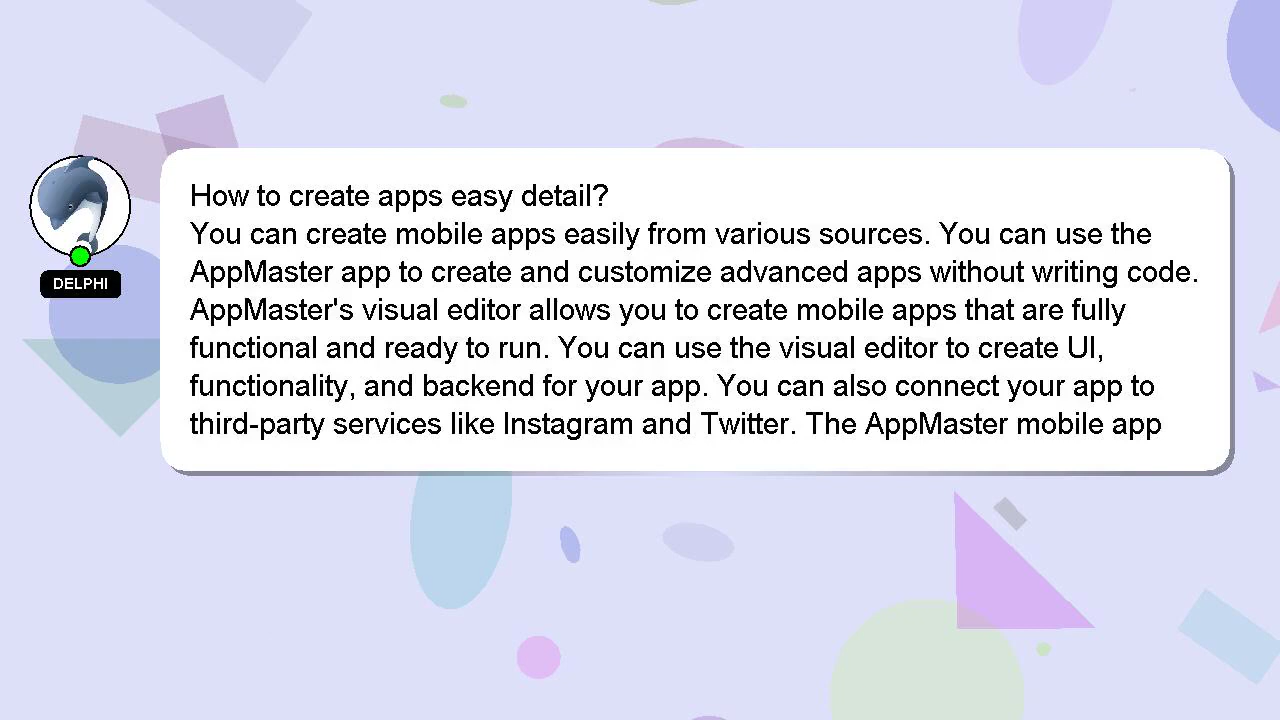 How to create apps easy detail?
You can create mobile apps easily from various sources. You can use the
AppMaster app to create and customize advanced apps without writing code.
AppMaster's visual editor allows you to create mobile apps that are fully
functional and ready to run. You can use the visual editor to create UI,
functionality, and backend for your app. You can also connect your app to
third-party services like Instagram and Twitter. The AppMaster mobile app
DELPHI